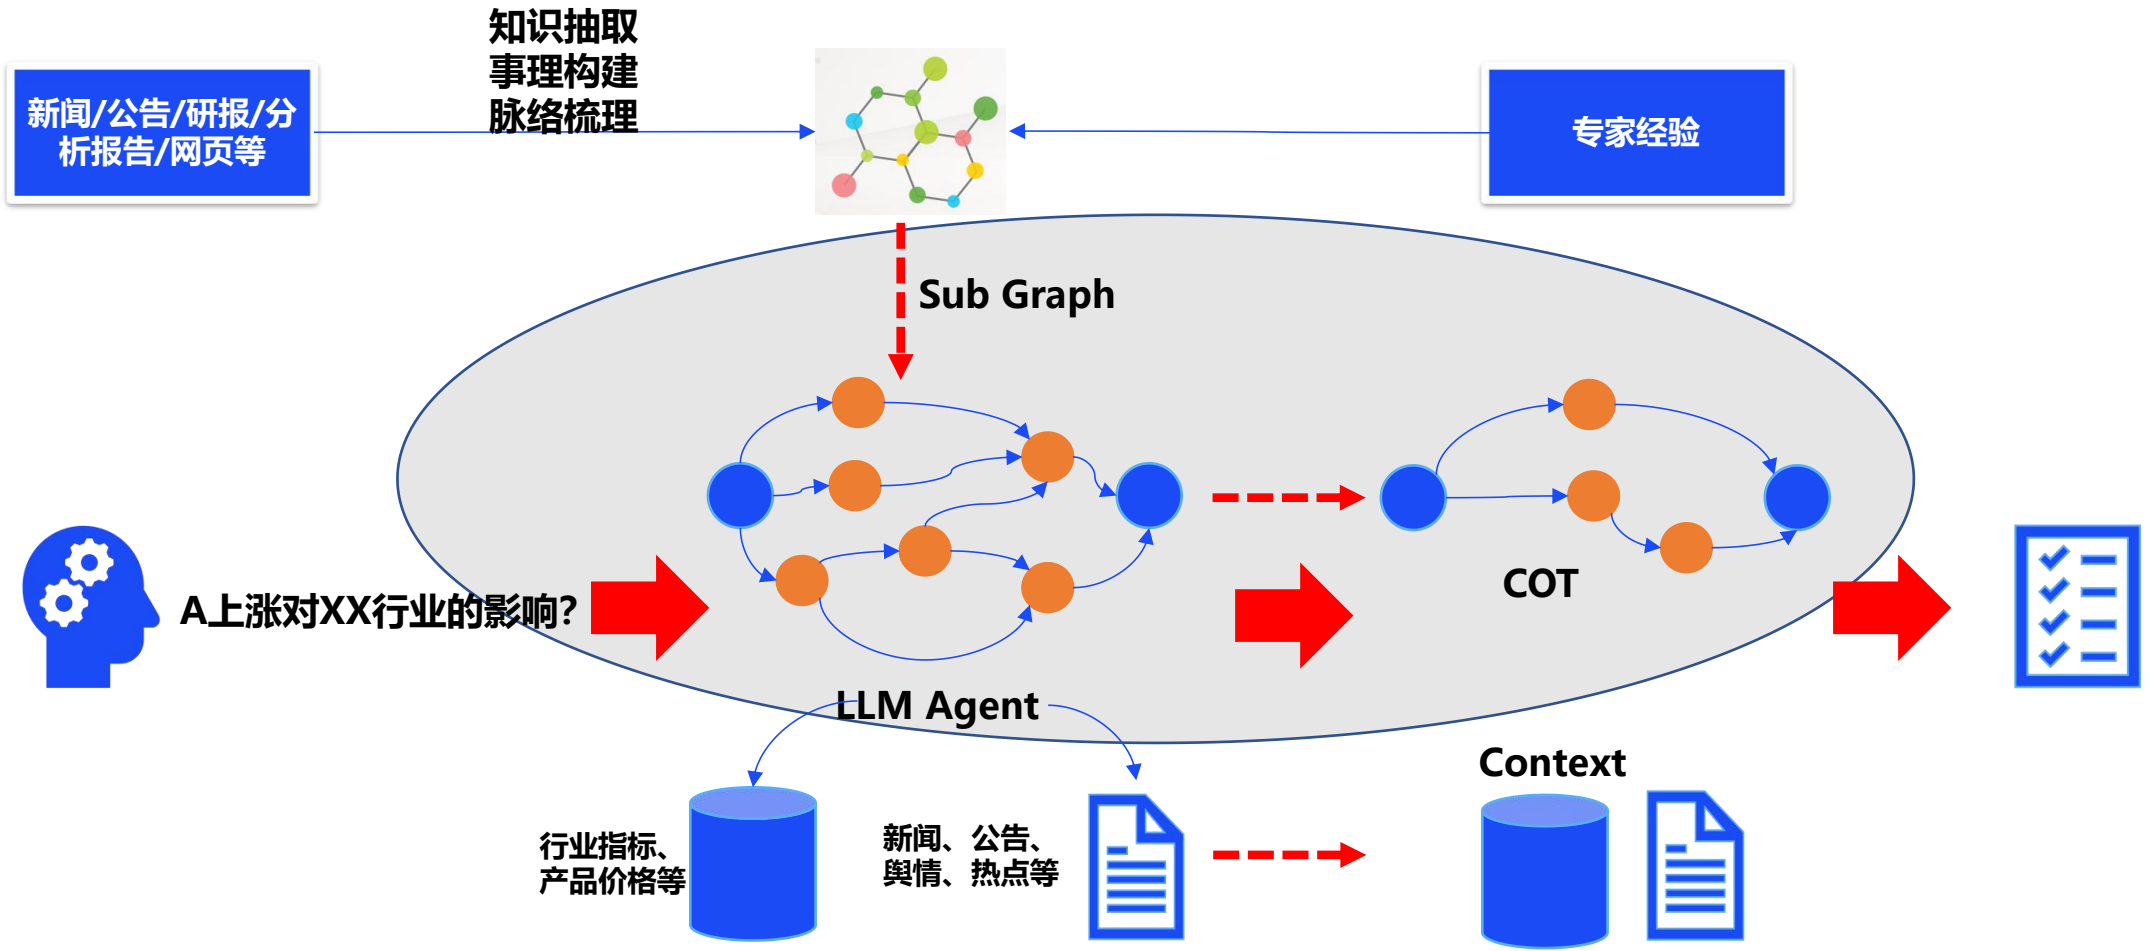 知识抽取
事理构建
脉络梳理
新闻/公告/研报/分
析报告/网页等
专家经验
Sub Graph
A上涨对XX行业的影响?
COT
LLM Agent
Context
行业指标、
产品价格等
新闻、公告、
舆情、热点等